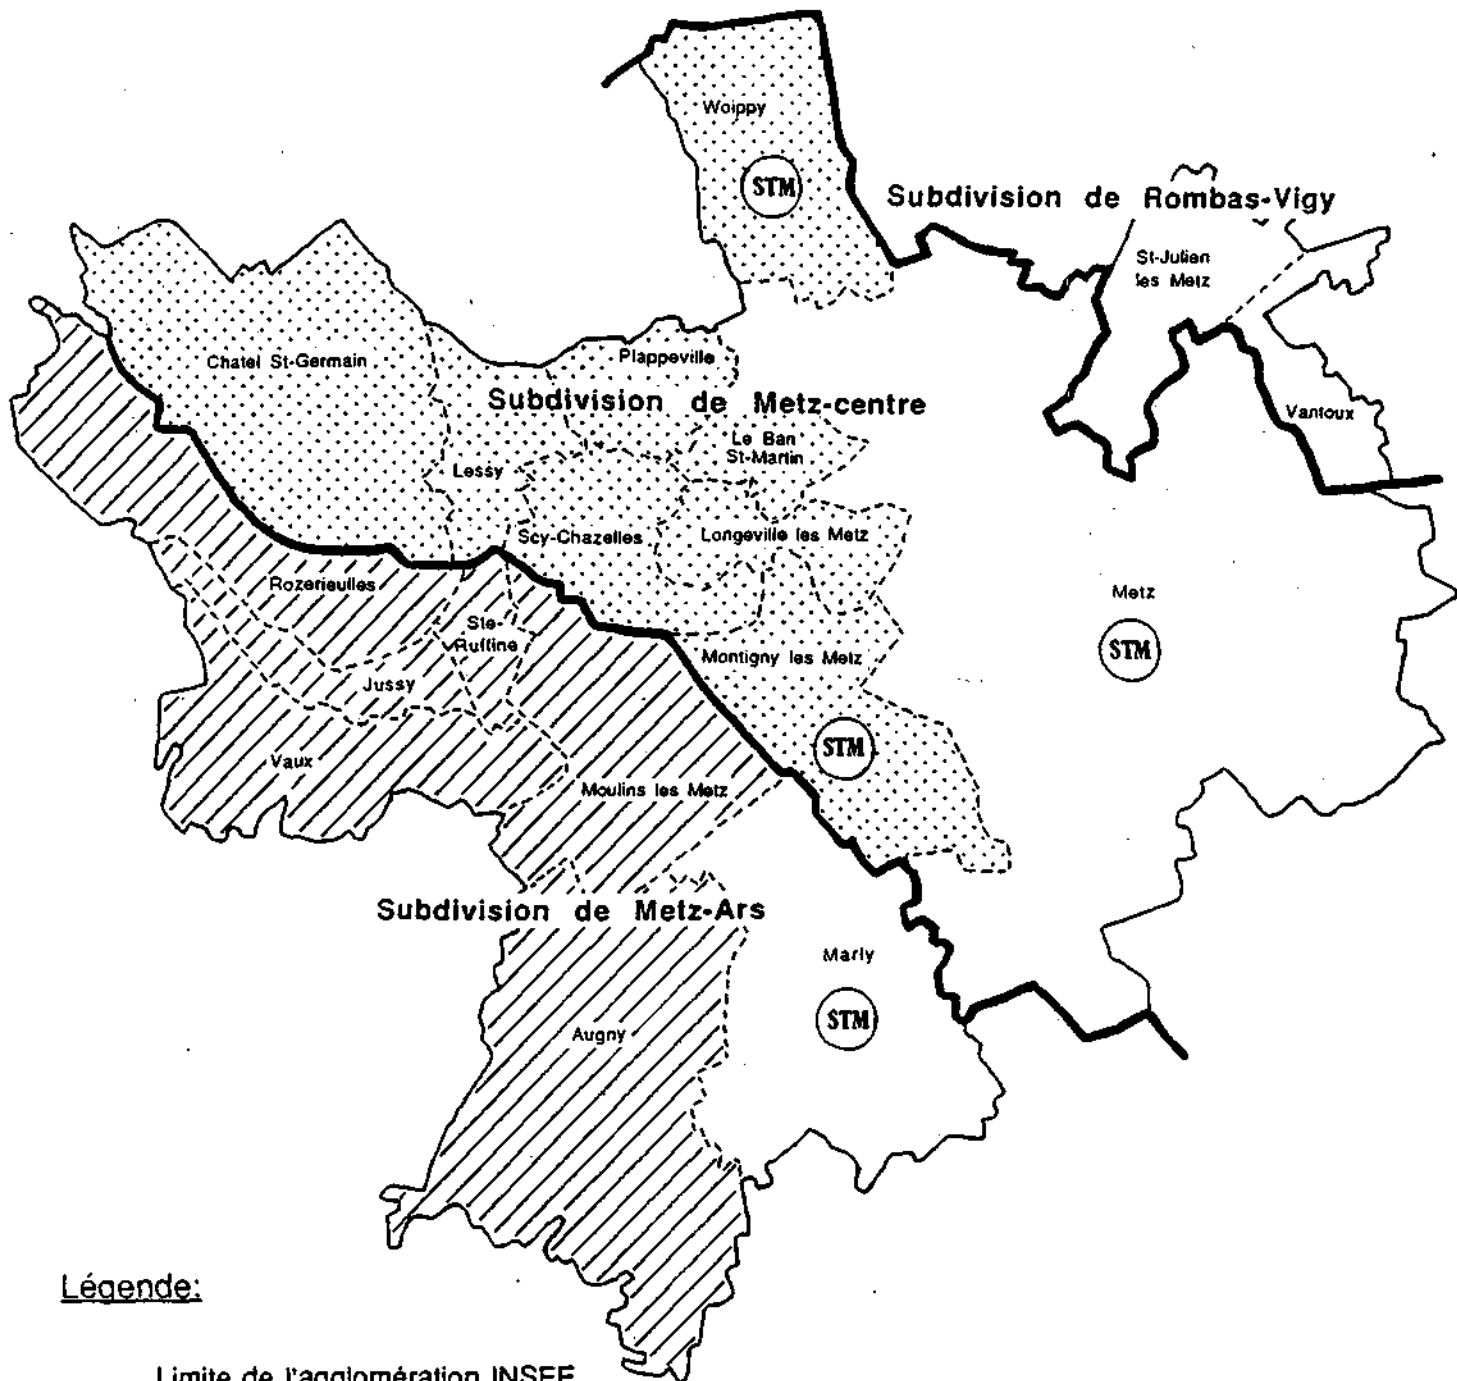 Woippy
STM
Subdivision de Rombas-Vigy
St-Julien
les Metz
Chatel St-Germain
Plappeville
Subdivision de Metz-centre
Vantoux
Le Ban
St-Martin
Lessy
Scy-Chazelles
Longeville les Metz
Rozerieulles
Metz
STM
Ste-
Ruffine
Montigny les Metz
Jussy
STM
Vaux
Moulins les Metz
Subdivision de Metz-Ars
Marly
STM
Augny
Légende:
Limite de l'agglomération INSEE